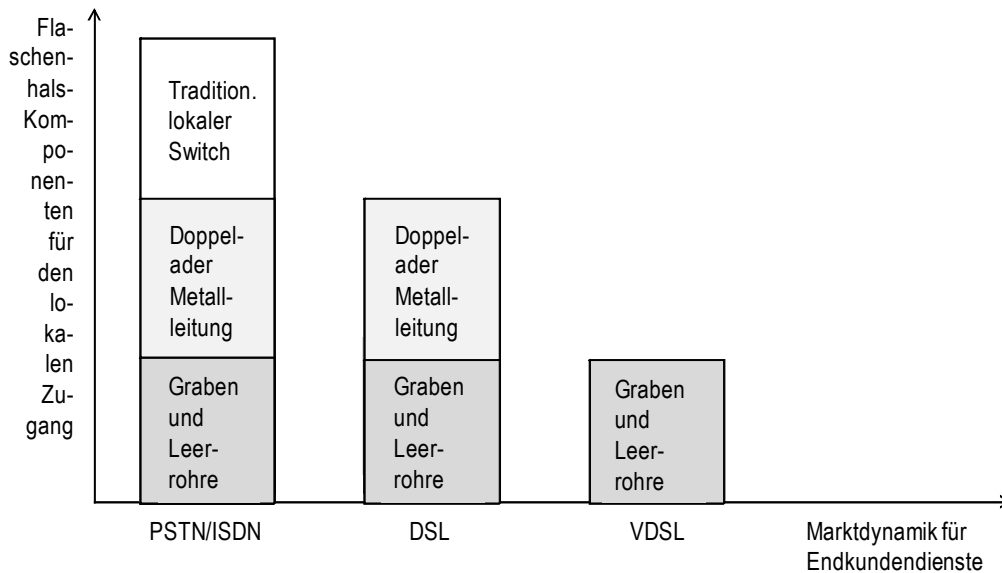 Fla-
schen-
hals-
Kom-
po-
nen-
ten
für
den
lo-
ka-
len
Zu-
gang
Tradition.
lokaler
Switch
Doppel-
ader
Metall-
leitung
Graben
und
Leer-
rohre
Doppel-
ader
Metall-
leitung
Graben
und
Leer-
rohre
Graben
und
Leer-
rohre
PSTN/ISDN
DSL
VDSL
Marktdynamik für
Endkundendienste